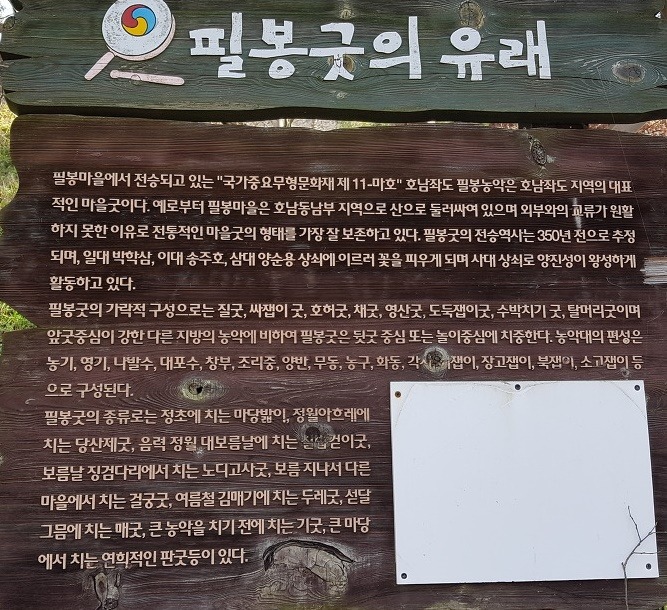 필봉굿의 유래
필봉마을에서 전승되고 있는 "국가중요무형문화재 제 11-마호" 호남좌도 필봉농악은 호남좌도 지역의 대표
적인 마을굿이다. 예로부터 필봉마을은 호남동남부 지역으로 산으로 둘러싸여 있으며 외부와의 교류가 원활
하지 못한 이유로 전통적인 마을굿의 형태를 가장 잘 보존하고 있다. 필봉굿의 전승역사는 350년 전으로 추정
되며, 일대 박학삼, 이대 송주호, 삼대 양순용 상쇠에 이르러 꽃을 피우게 되며 사대 상쇠로 양진성이 왕성하게
활동하고 있다.
필봉굿의 가락적 구성으로는 질굿, 싸잽이 굿, 호허굿, 채굿, 영산굿, 도둑잽이굿, 수박치기 굿, 탈머리굿이며
앞굿중심이 강한 다른 지방의 농악에 비하여 필봉굿은 뒷굿 중심 또는 놀이중심에 치중한다. 농악대의 편성은
농기, 영기, 나발수, 대포수, 창부, 조리중, 양반, 무동, 농구, 화동, 장고잽이, 북잽이, 소고잽이 등
으로 구성된다.
필봉굿의 종류로는 정초에 치는 마당밟이, 정월아흐레에
치는 당산제굿, 음력 정월 대보름날에 치는
보름날 징검다리에서 치는 노디고사굿, 보름 지나서 다른
마을에서 치는 걸궁굿, 여름철 김매기에 치는 두레굿, 섣달
그믐에 치는 매굿, 큰 농악을 치기 전에 치는 기굿, 큰 마당
에서 치는 연희적인 판굿등이 있다.